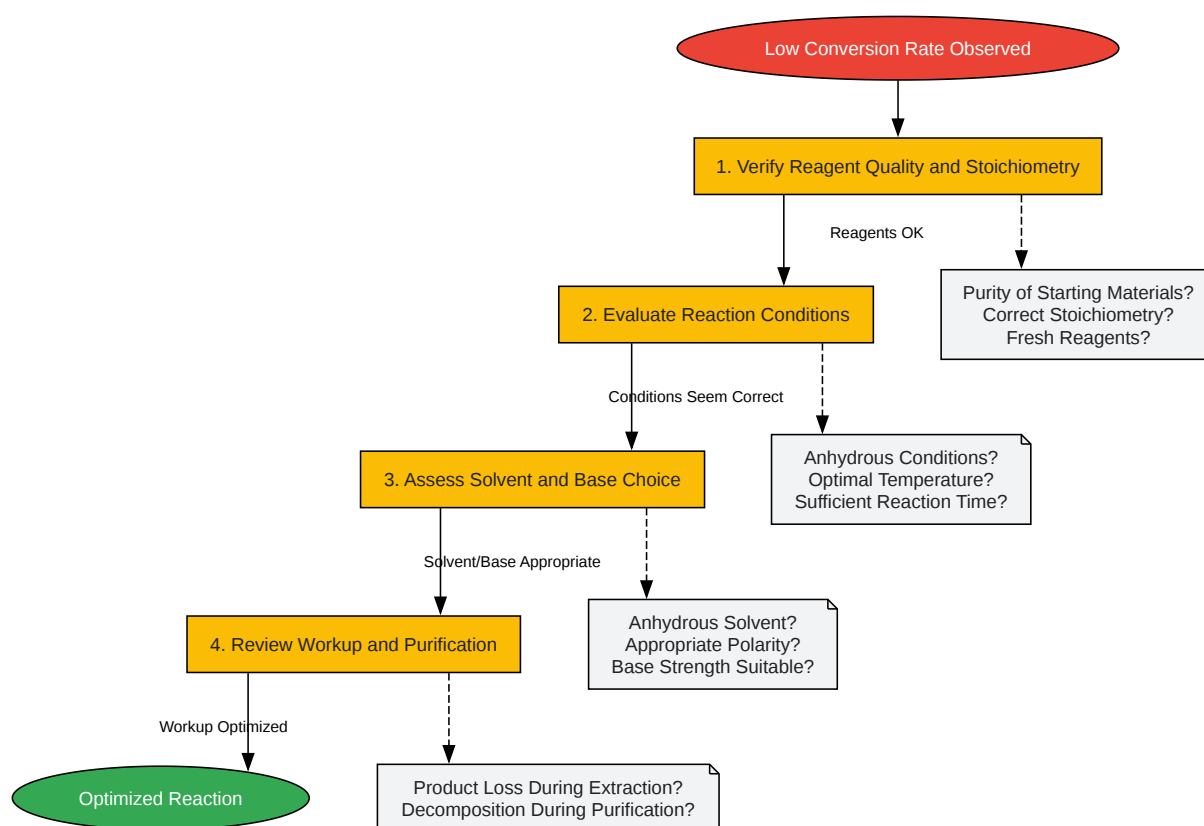 Low Conversion Rate Observed
1. Verify Reagent Quality and Stoichiometry
Reagents OK
Purity of Starting Materials?
Correct Stoichiometry?
Fresh Reagents?
2. Evaluate Reaction Conditions
Conditions Seem Correct
Anhydrous Conditions?
Optimal Temperature?
Sufficient Reaction Time?
3. Assess Solvent and Base Choice
Solvent/Base Appropriate
Anhydrous Solvent?
Appropriate Polarity?
Base Strength Suitable?
4. Review Workup and Purification
Workup Optimized
Product Loss During Extraction?
Decomposition During Purification?
Optimized Reaction